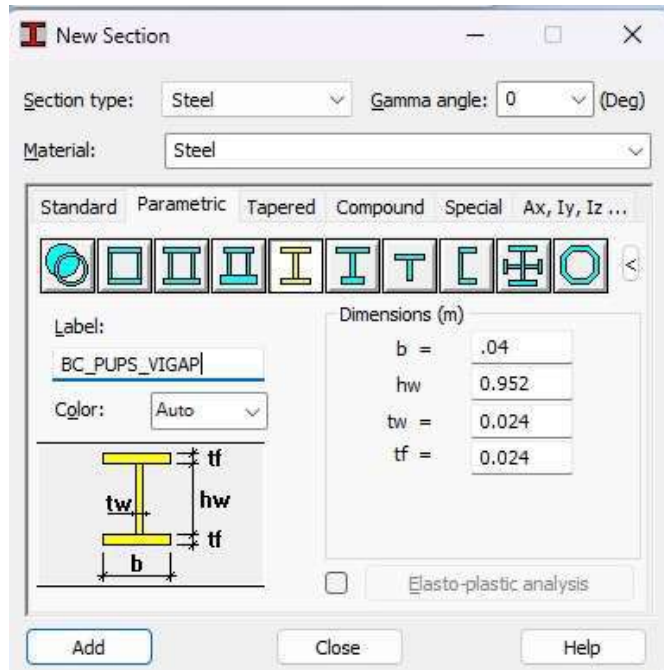 New Section
Section type: Steel Gamma angle: 0 (Deg)
Material: Steel
Standard Parametric Tapered Compound Special Ax, Iy, Iz ...
<
Label:
BC_PUPS_VIGAP
Color: Auto
Dimensions (m)
b = .04
hw 0.952
tw = 0.024
tf = 0.024
tf
tw hw
tf
b
Elasto-plastic analysis
Add Close Help